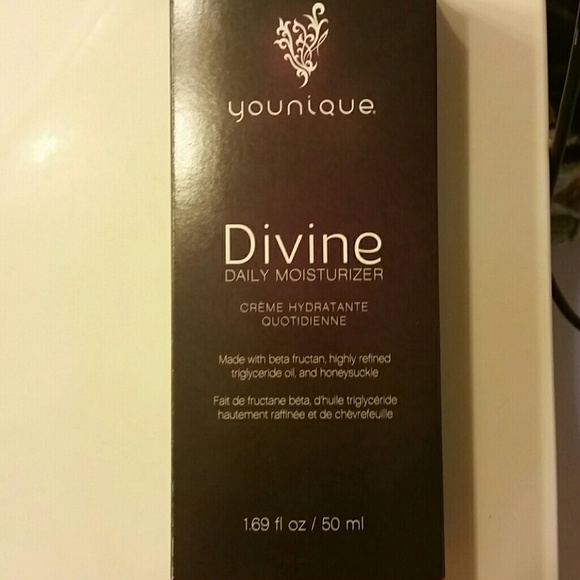 younique
Divine
DAILY MOISTURIZER
CRÈME HYDRATANTE
QUOTIDIENNE
Made with beta fructan, highly refined
triglyceride oil, and honeysuckle
Fait de fructane bêta, d'huile triglycéride
hautement raffinée et de chèvrefeuille
1.69 fl oz / 50 ml